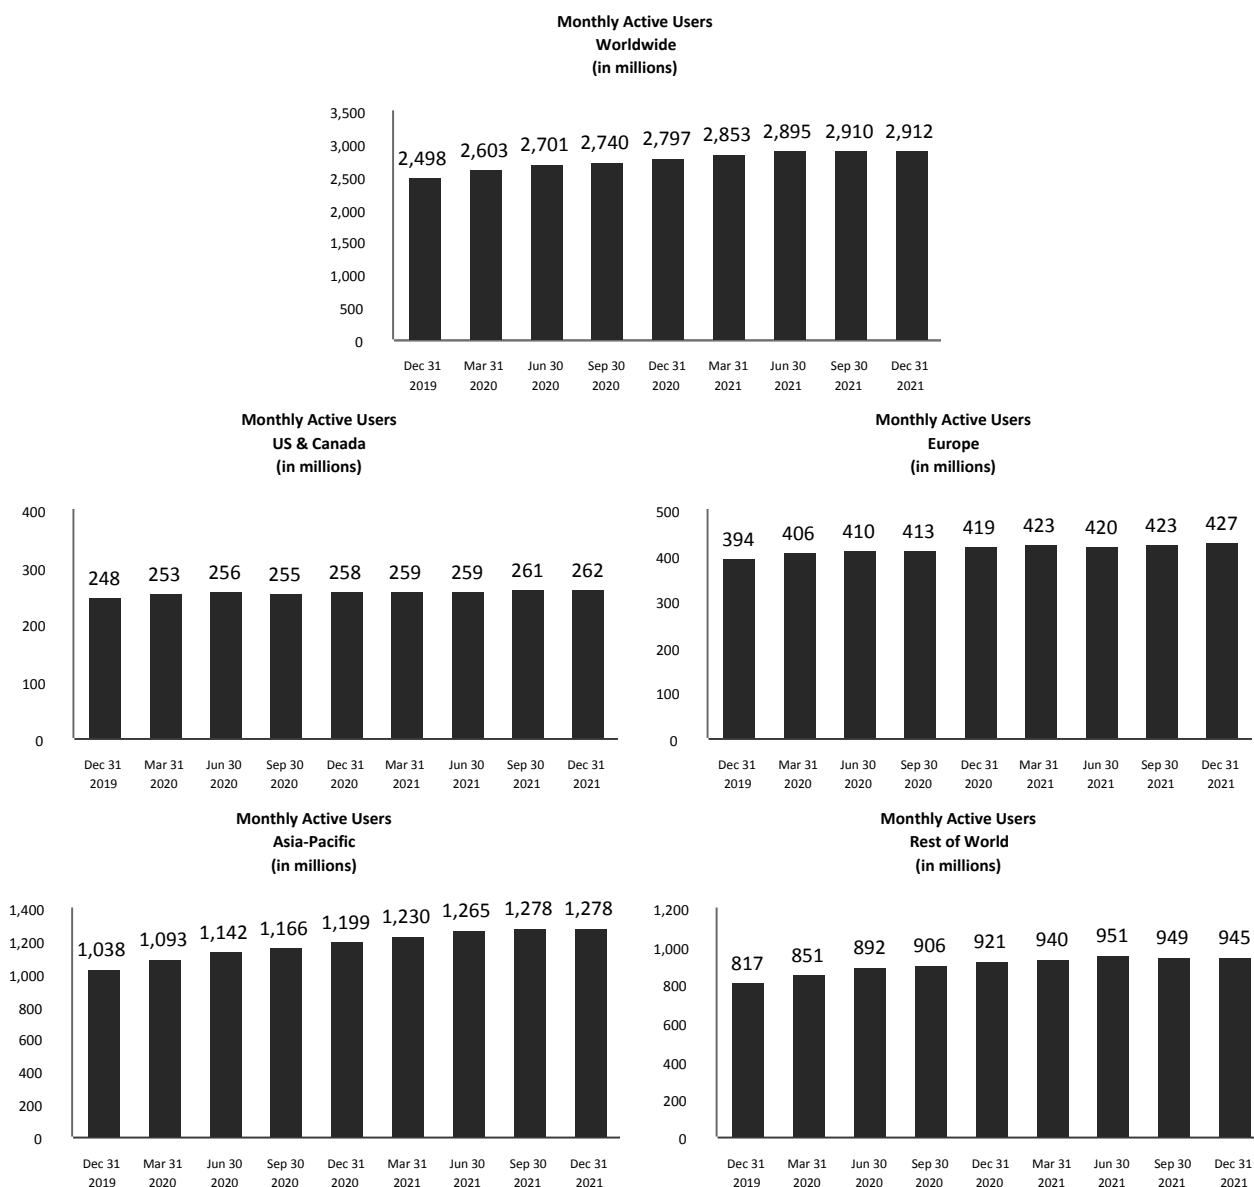 Monthly Active Users
Worldwide
(in millions)
3,500
3,000
2,500
2,000
1,500
1,000
500
0
2,498 2,603 2,701 2,740 2,797 2,853 2,895 2,910 2,912
Dec 31 Mar 31 Jun 30 Sep 30 Dec 31 Mar 31 Jun 30 Sep 30 Dec 31
2019 2020 2020 2020 2020 2021 2021 2021 2021
Monthly Active Users
US & Canada
(in millions)
400
300
200
100
0
248 253 256 255 258 259 259 261 262
Dec 31 Mar 31 Jun 30 Sep 30 Dec 31 Mar 31 Jun 30 Sep 30 Dec 31
2019 2020 2020 2020 2020 2021 2021 2021 2021
Monthly Active Users
Europe
(in millions)
500
400
300
200
100
0
394 406 410 413 419 423 420 423 427
Dec 31 Mar 31 Jun 30 Sep 30 Dec 31 Mar 31 Jun 30 Sep 30 Dec 31
2019 2020 2020 2020 2020 2021 2021 2021 2021
Monthly Active Users
Asia-Pacific
(in millions)
1,400
1,200
1,000
800
600
400
200
0
1,038 1,093 1,142 1,166 1,199 1,230 1,265 1,278 1,278
Dec 31 Mar 31 Jun 30 Sep 30 Dec 31 Mar 31 Jun 30 Sep 30 Dec 31
2019 2020 2020 2020 2020 2021 2021 2021 2021
Monthly Active Users
Rest of World
(in millions)
1,200
1,000
800
600
400
200
0
817 851 892 906 921 940 951 949 945
Dec 31 Mar 31 Jun 30 Sep 30 Dec 31 Mar 31 Jun 30 Sep 30 Dec 31
2019 2020 2020 2020 2020 2021 2021 2021 2021